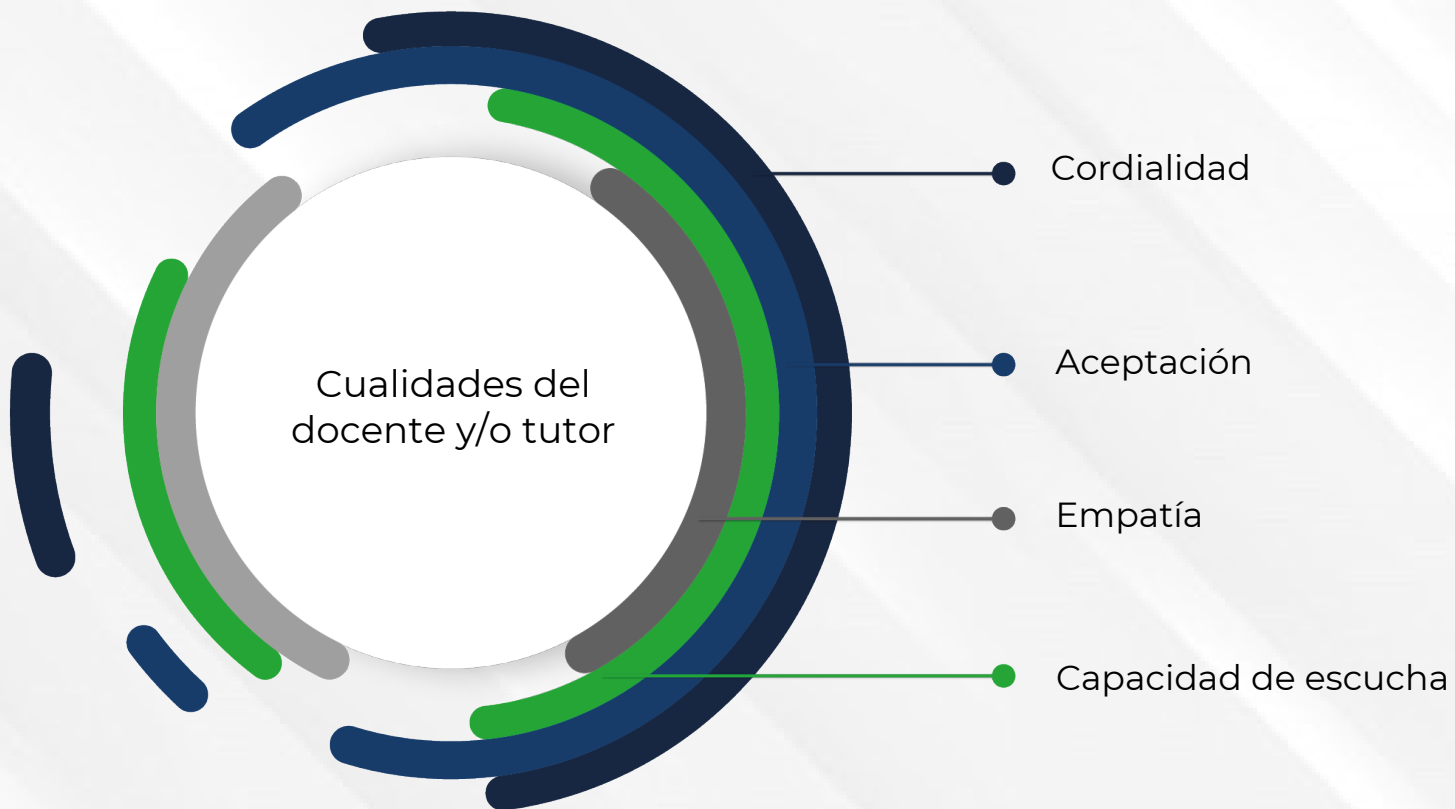 Cualidades del
docente y/o tutor
Cordialidad
Aceptación
Empatía
Capacidad de escucha